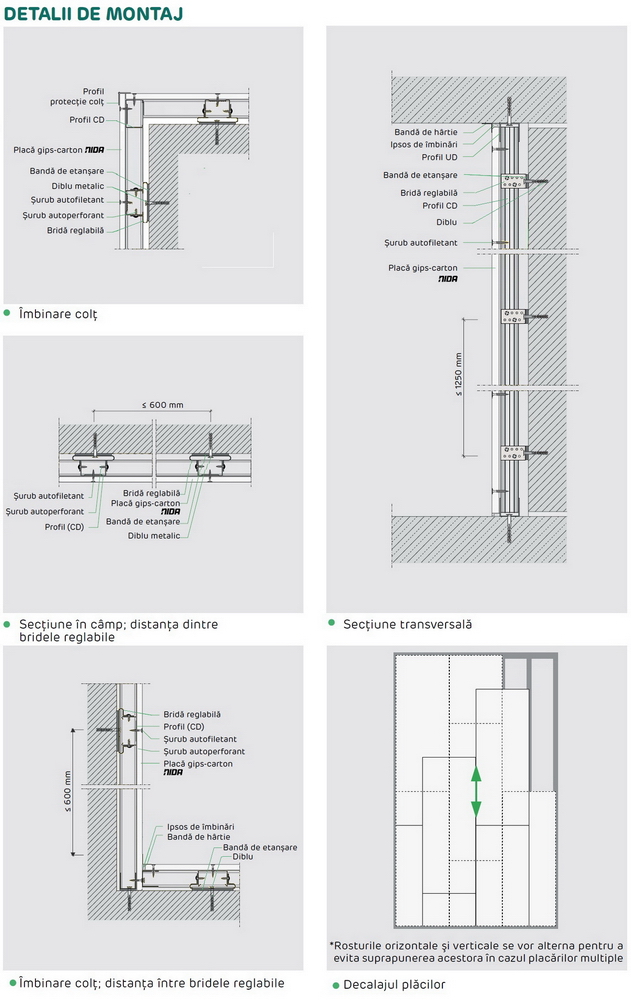 DETALII DE MONTAJ
Profil
protecție colț
Profil CD
Placă gips-carton NIDA
Bandă de etanșare
Diblu metalic
Șurub autofiletant
Șurub autoperforant
Bridă reglabilă
Îmbinare colț
≤ 600 mm
Șurub autofiletant
Șurub autoperforant
Profil (CD)
Bridă reglabilă
Placă gips-carton
NIDA
Bandă de etanșare
Diblu metalic
Secțiune în câmp; distanța dintre
bridele reglabile
Bandă de hârtie
Ipsos de îmbinări
Profil UD
Bandă de etanșare
Bridă reglabilă
Profil CD
Diblu
Șurub autofiletant
Placă gips-carton
NIDA
≤ 1250 mm
Secțiune transversală
Bridă reglabilă
Profil (CD)
Șurub autofiletant
Șurub autoperforant
Placă gips-carton
NIDA
≤ 600 mm
Ipsos de îmbinări
Bandă de hârtie
Bandă de etanșare
Diblu
Îmbinare colț; distanța între bridele reglabile
*Rosturile orizontale și verticale se vor alterna pentru a
evita suprapunerea acestora în cazul placărilor multiple
Decalajul plăcilor